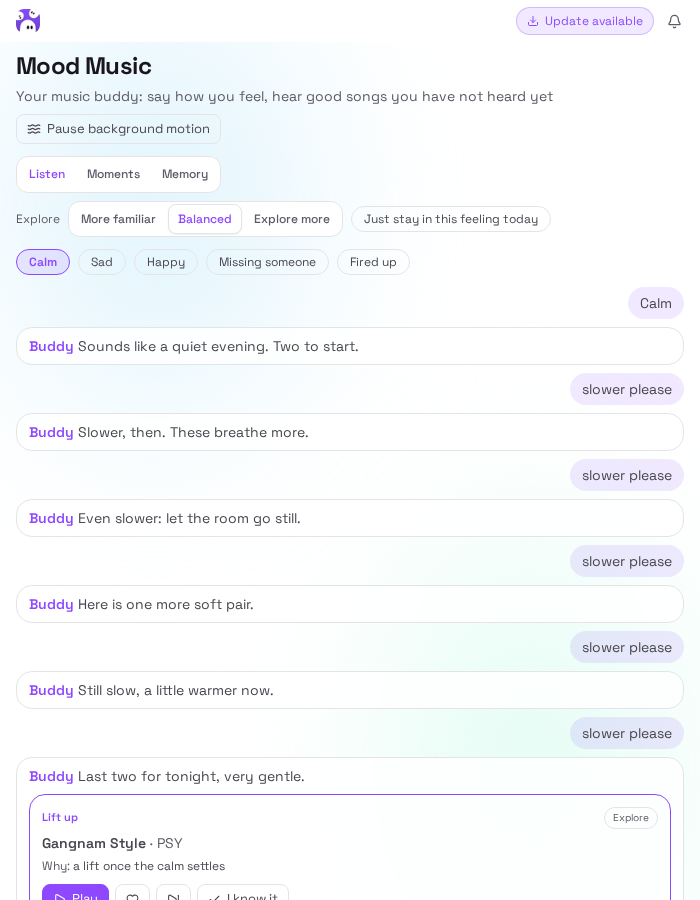 Update available
Mood Music
Your music buddy: say how you feel, hear good songs you have not heard yet
Pause background motion
Listen Moments Memory
Explore More familiar Balanced Explore more Just stay in this feeling today
Calm Sad Happy Missing someone Fired up
Calm
Buddy Sounds like a quiet evening. Two to start.
slower please
Buddy Slower, then. These breathe more.
slower please
Buddy Even slower: let the room go still.
slower please
Buddy Here is one more soft pair.
slower please
Buddy Still slow, a little warmer now.
slower please
Buddy Last two for tonight, very gentle.
Lift up Explore
Gangnam Style · PSY
Why: a lift once the calm settles
Play I know it